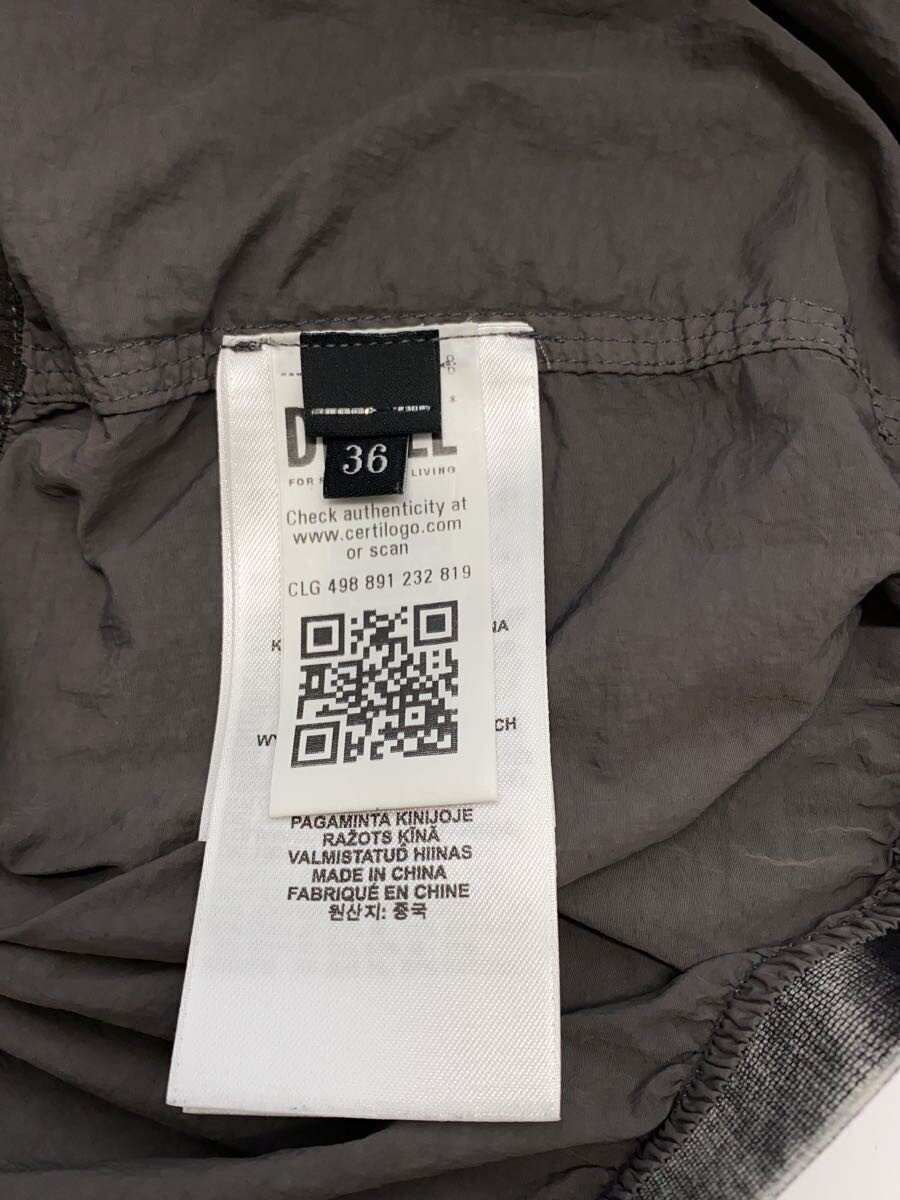 36
FOR
LIVING
Check authenticity at
www.certilogo.com
or scan
CLG 498 891 232 819
PAGAMINTA KINIJOJE
RAŽOTS ĶĪNĀ
VALMISTATUD HIINAS
MADE IN CHINA
FABRIQUÉ EN CHINE
원산지: 중국